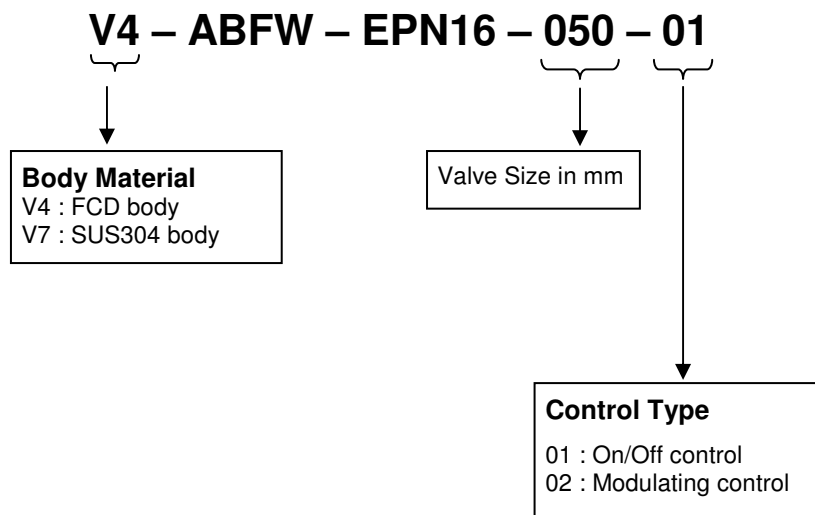 V4 – ABFW – EPN16 – 050 – 01
Body Material
V4 : FCD body
V7 : SUS304 body
Valve Size in mm
Control Type
01 : On/Off control
02 : Modulating control